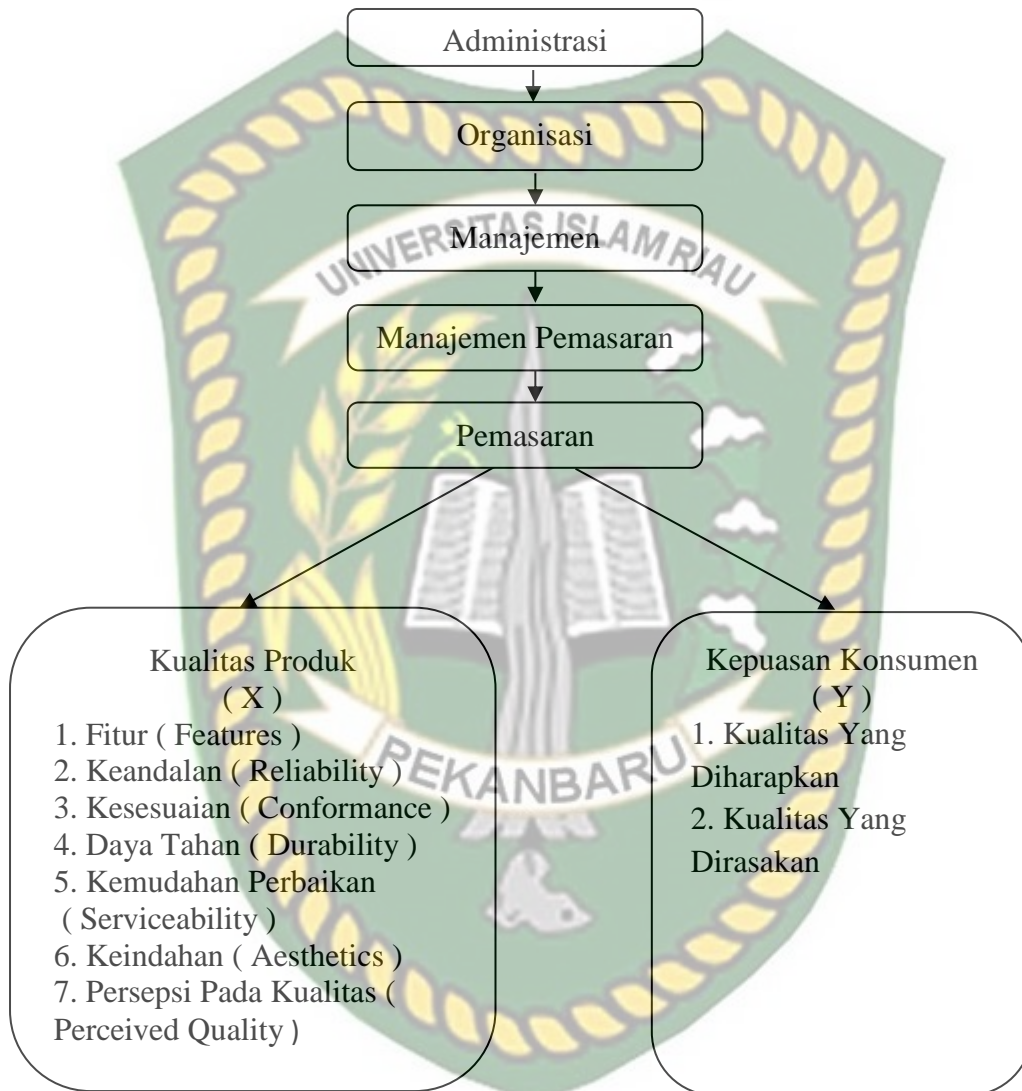 Administrasi
Organisasi
UNIVERSITAS ISLAM RIAU
Manajemen
Manajemen Pemasaran
Pemasaran
Kualitas Produk
( X )
1. Fitur ( Features )
2. Keandalan ( Reliability )
3. Kesesuaian ( Conformance )
4. Daya Tahan ( Durability )
5. Kemudahan Perbaikan
( Serviceability )
6. Keindahan ( Aesthetics )
7. Persepsi Pada Kualitas (
Perceived Quality )
Kepuasan Konsumen
( Y )
1. Kualitas Yang
Diharapkan
2. Kualitas Yang
Dirasakan
PEKANBARU